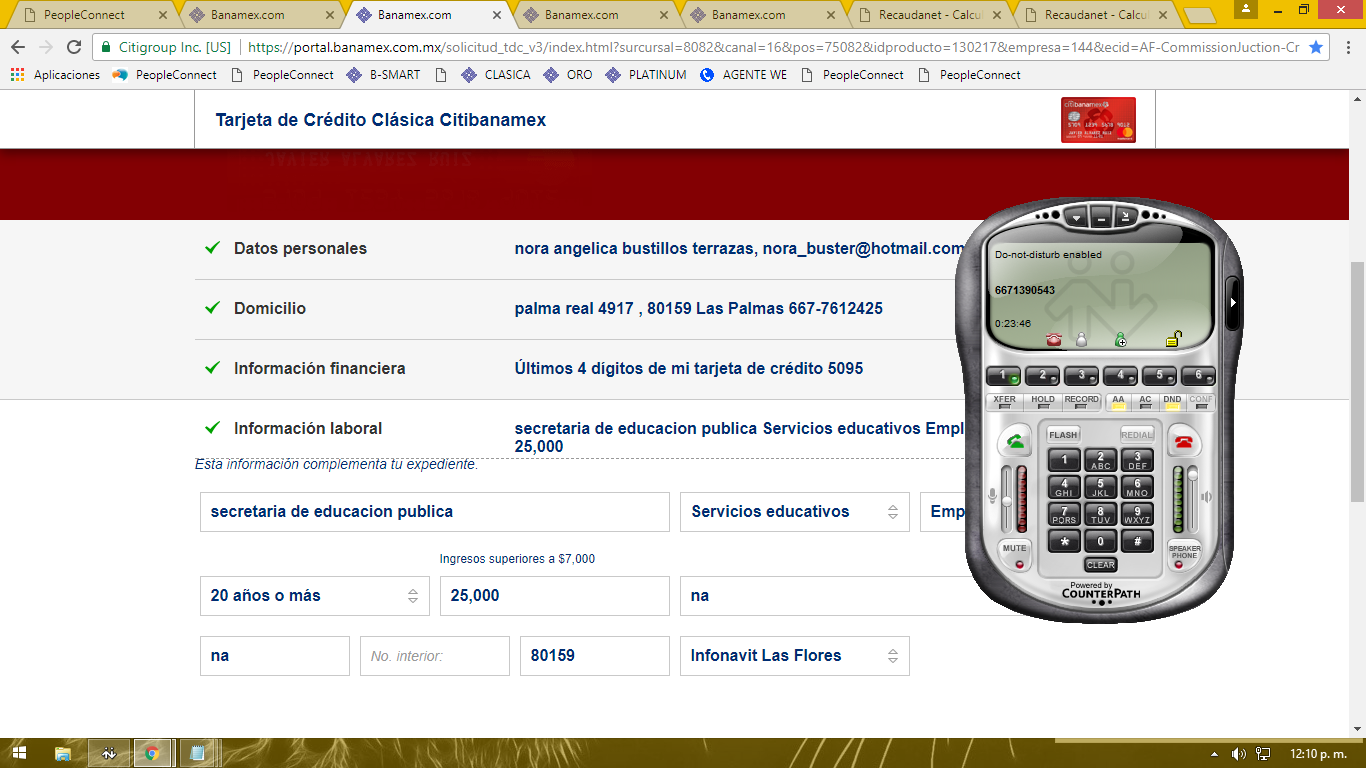 PeopleConnect
Banamex.com
Banamex.com
Banamex.com
Banamex.com
Recaudanet - Calcul
Recaudanet - Calcul
Citigroup Inc. [US]
https://portal.banamex.com.mx/solicitud_tdc_v3/index.html?sursursal=8082&canal=16&pos=75082&idproducto=130217&empresa=144&ecid=AF-CommissionJuction-Cr
Aplicaciones PeopleConnect PeopleConnect B-SMART CLASICA ORO PLATINUM AGENTE WE PeopleConnect PeopleConnect
Tarjeta de Crédito Clásica Citibanamex
citibanamex
JAVIER ALVAREZ RUIZ
Datos personales nora angelica bustillos terrazas, nora_buster@hotmail.com
Domicilio palma real 4917 , 80159 Las Palmas 667-7612425
Información financiera Últimos 4 dígitos de mi tarjeta de crédito 5095
Información laboral secretaria de educacion publica Servicios educativos Empl
25,000
Esta información complementa tu expediente.
secretaria de educacion publica Servicios educativos Emp
Ingresos superiores a $7,000
20 años o más 25,000 na
na No. interior: 80159 Infonavit Las Flores
Do-not-disturb enabled
6671390543
0:23:46
1 2 3 4 5 6
XFER HOLD RECORD AA AC DND CONF
FLASH REDIAL
1 2 ABC 3 DEF
4 GHI 5 JKL 6 MNO
7 PQRS 8 TUV 9 WXYZ
* 0 #
MUTE CLEAR SPEAKER PHONE
Powered by
COUNTERPATH
12:10 p. m.